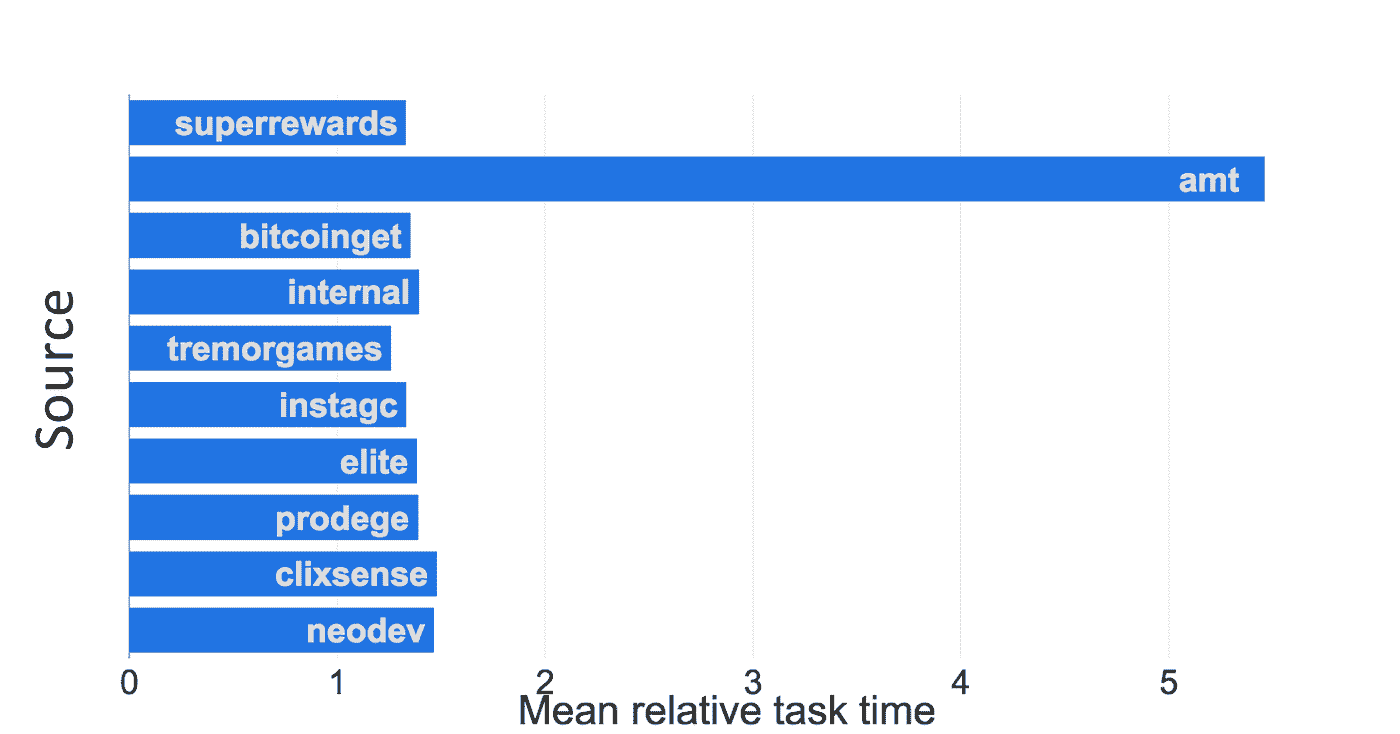 superrewards
amt
bitcoinget
internal
tremorgames
instagc
elite
prodege
clixsense
neodev
Source
0 1 2 3 4 5
Mean relative task time